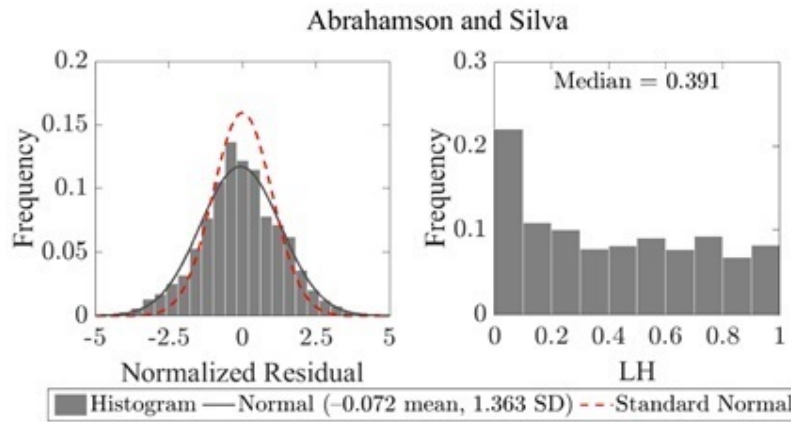 Abrahamson and Silva
0.2
0.15
0.1
0.05
0
Frequency
-5
-2.5
0
2.5
5
Normalized Residual
0.3
0.2
0.1
0
Frequency
Median = 0.391
0
0.2
0.4
0.6
0.8
1
LH
Histogram
Normal (–0.072 mean, 1.363 SD)
Standard Normal